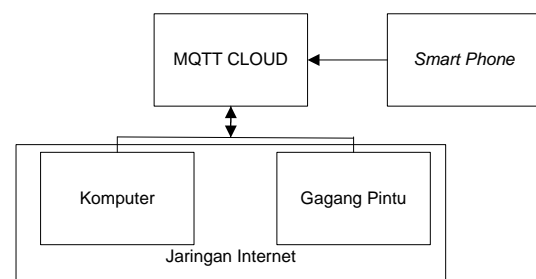 MQTT CLOUD
Smart Phone
Komputer
Gagang Pintu
Jaringan Internet